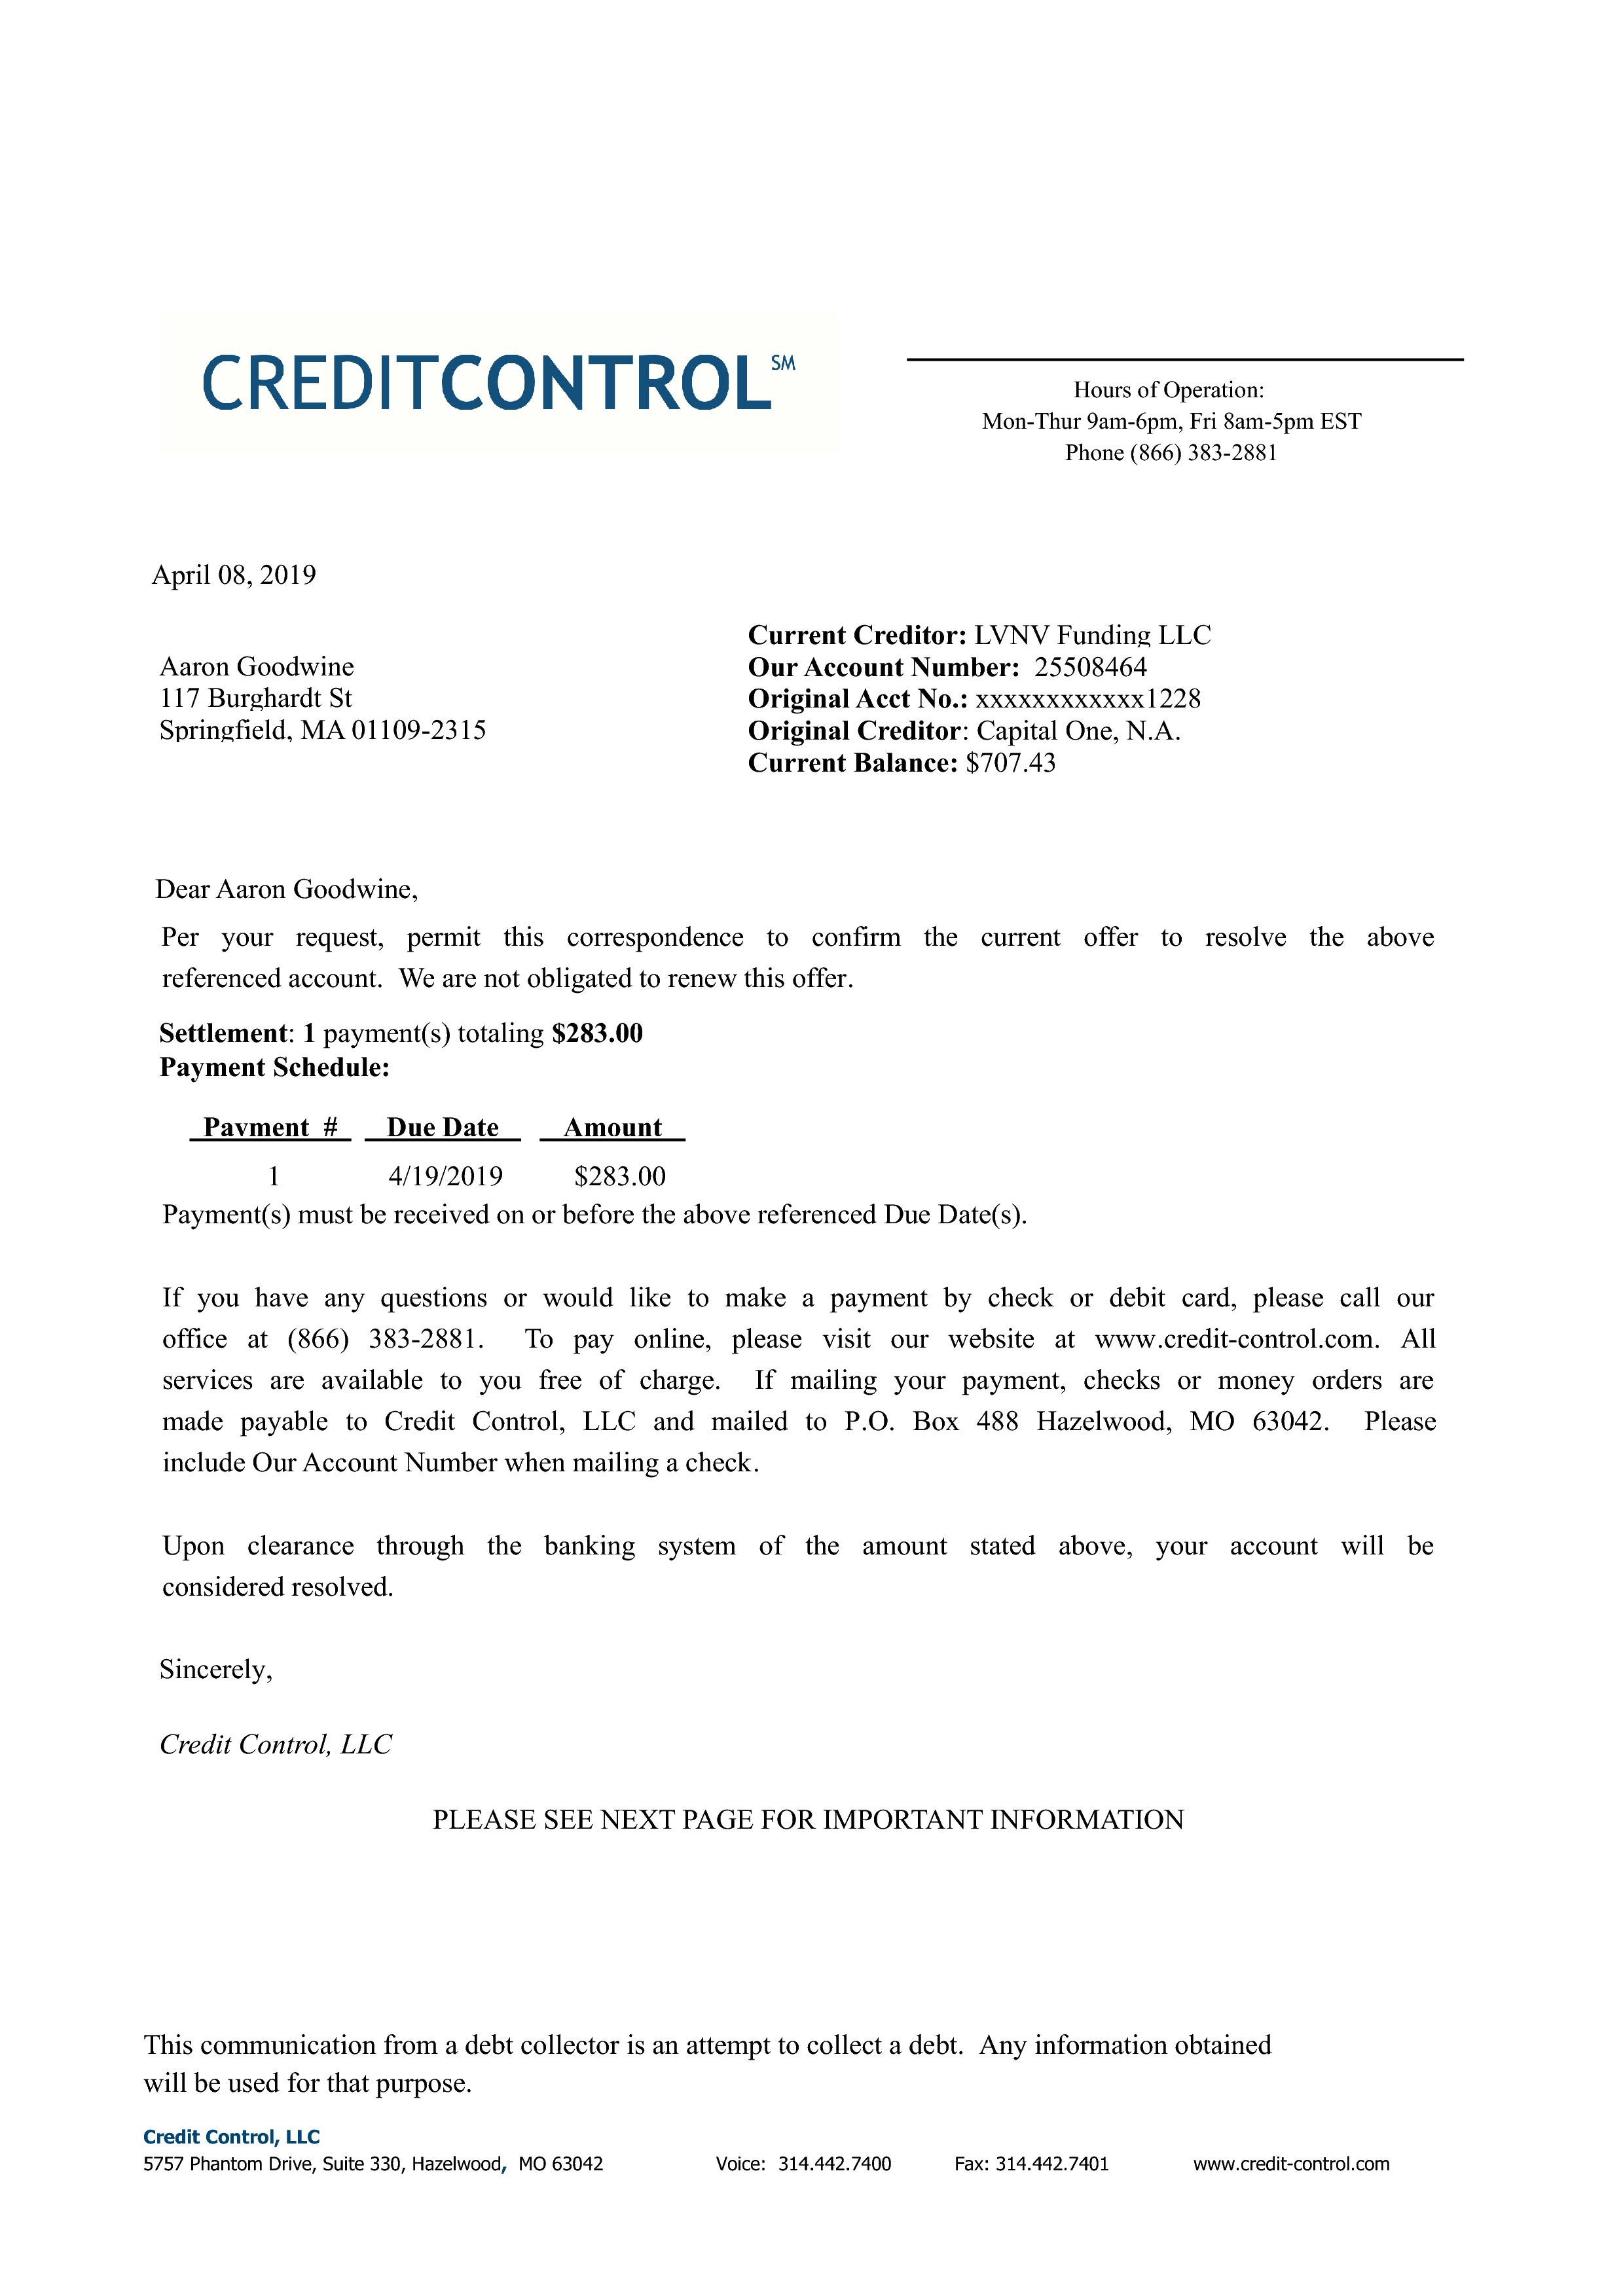 CREDITCONTROL SM
Hours of Operation:
Mon-Thur 9am-6pm, Fri 8am-5pm EST
Phone (866) 383-2881
April 08, 2019
Aaron Goodwine
117 Burghardt St
Springfield, MA 01109-2315
Current Creditor: LVNV Funding LLC
Our Account Number: 25508464
Original Acct No.: xxxxxxxxxxxx1228
Original Creditor: Capital One, N.A.
Current Balance: $707.43
Dear Aaron Goodwine,
Per your request, permit this correspondence to confirm the current offer to resolve the above
referenced account. We are not obligated to renew this offer.
Settlement: 1 payment(s) totaling $283.00
Payment Schedule:
Payment # Due Date Amount
1 4/19/2019 $283.00
Payment(s) must be received on or before the above referenced Due Date(s).
If you have any questions or would like to make a payment by check or debit card, please call our
office at (866) 383-2881. To pay online, please visit our website at www.credit-control.com. All
services are available to you free of charge. If mailing your payment, checks or money orders are
made payable to Credit Control, LLC and mailed to P.O. Box 488 Hazelwood, MO 63042. Please
include Our Account Number when mailing a check.
Upon clearance through the banking system of the amount stated above, your account will be
considered resolved.
Sincerely,
Credit Control, LLC
PLEASE SEE NEXT PAGE FOR IMPORTANT INFORMATION
This communication from a debt collector is an attempt to collect a debt. Any information obtained
will be used for that purpose.
Credit Control, LLC
5757 Phantom Drive, Suite 330, Hazelwood, MO 63042 Voice: 314.442.7400 Fax: 314.442.7401 www.credit-control.com